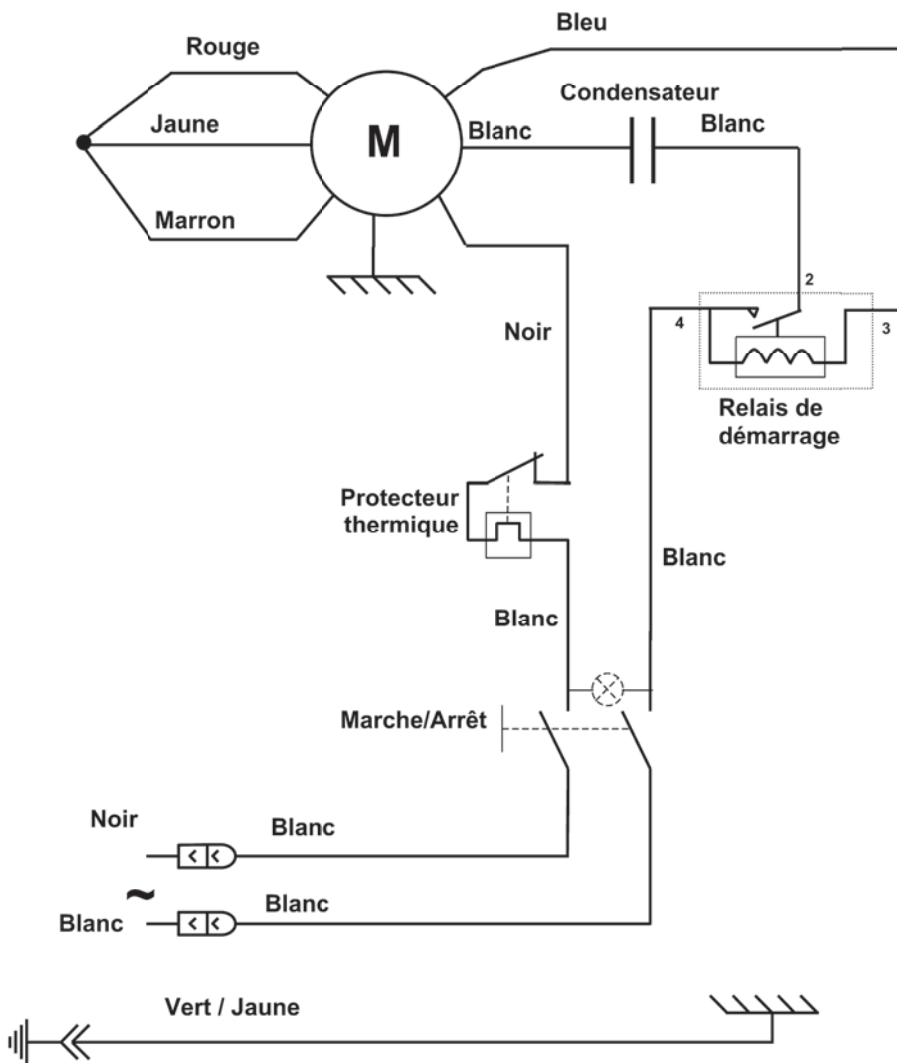 Bleu
Rouge
Condensateur
Jaune
Blanc
Blanc
M
Marron
2
4
3
Noir
Relais de
démarrage
Protecteur
thermique
Blanc
Blanc
Marche/Arrêt
Noir
Blanc
~
Blanc
Blanc
Vert / Jaune